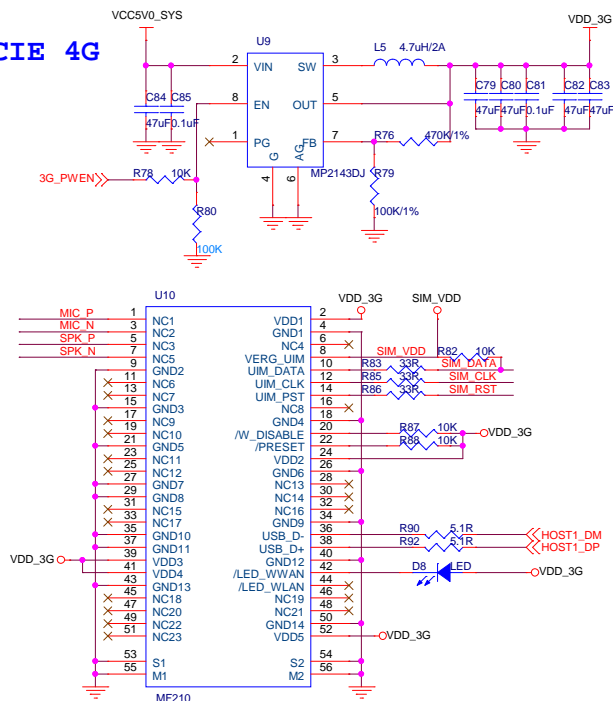 VCC5V0_SYS
VDD_3G
CIE 4G
U9
L5 4.7uH/2A
2 VIN SW 3
C84 C85
8 EN OUT 5
C79 C80 C81 C82 C83
47uF 0.1uF
47uF 47uF 0.1uF 47uF 47uF
1 PG FB 7
R76 470K/1%
G AG
4 6
MP2143DJ
3G_PWEN
R78 10K
R79
100K/1%
R80
100K
U10
VDD_3G
SIM_VDD
MIC_P 1 NC1 VDD1 2
MIC_N 3 NC2 GND1 4
SPK_P 5 NC3 NC4 6
SPK_N 7 NC5 VERG_UIM 8 SIM_VDD R82 10K
9 GND2 UIM_DATA 10 R83 33R SIM_DATA
11 NC6 UIM_CLK 12 R85 33R SIM_CLK
13 NC7 UIM_PST 14 R86 33R SIM_RST
15 GND3 NC8 16
17 NC9 GND4 18
19 NC10 /W_DISABLE 20 R87 10K VDD_3G
21 GND5 /PRESET 22 R88 10K
23 NC11 VDD2 24
25 NC12 GND6 26
27 GND7 NC13 28
29 GND8 NC14 30
31 NC15 NC16 32
33 NC17 GND9 34
35 GND10 USB_D- 36 R90 5.1R HOST1_DM
37 GND11 USB_D+ 38 R92 5.1R HOST1_DP
VDD_3G 39 VDD3 GND12 40
41 VDD4 /LED_WWAN 42 D8 LED VDD_3G
43 GND13 /LED_WLAN 44
45 NC18 NC19 46
47 NC20 NC21 48
49 NC22 GND14 50
51 NC23 VDD5 52 VDD_3G
53 S1 S2 54
55 M1 M2 56
MF210